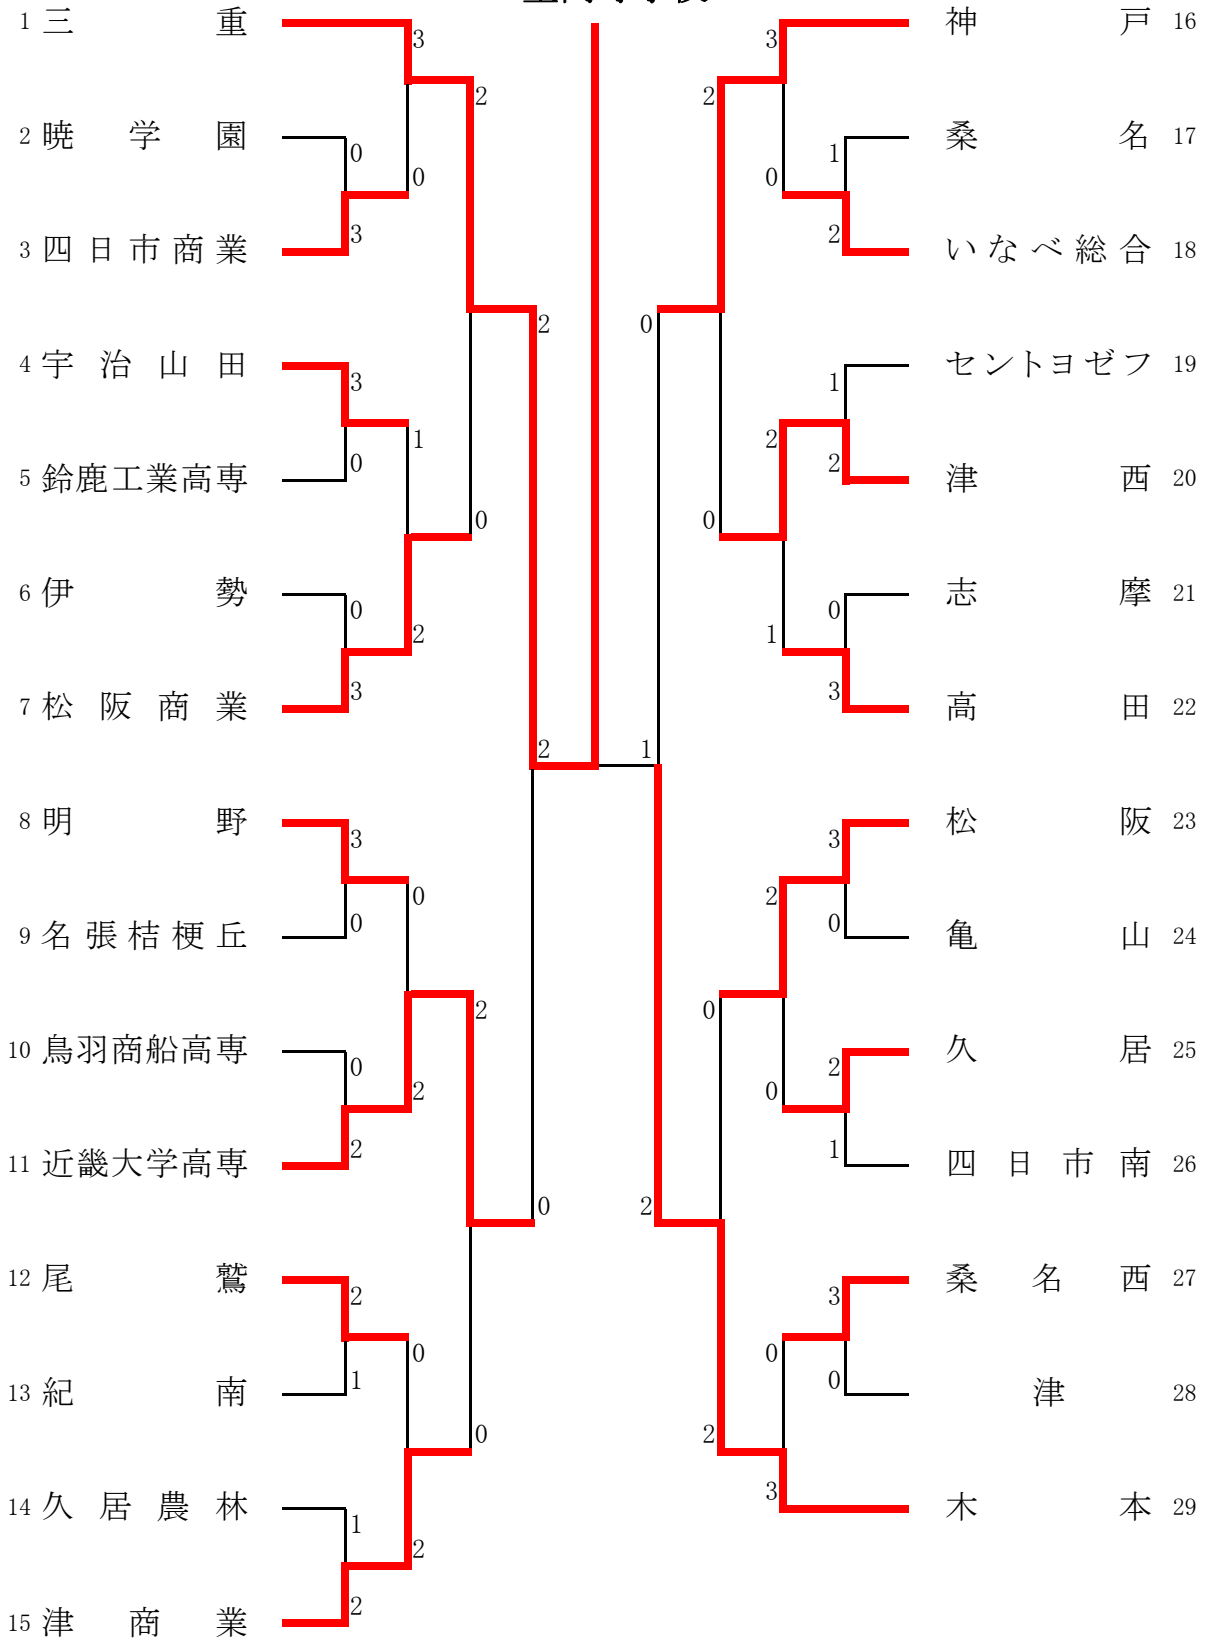 1 三重
3
2
2 暁学園
0
0
3 四日市商業
3
2
4 宇治山田
3
1
5 鈴鹿工業高専
0
0
6 伊勢
0
2
7 松阪商業
3
2
8 明野
3
0
9 名張桔梗丘
0
2
10 鳥羽商船高専
0
2
11 近畿大学高専
2
0
12 尾鷲
2
0
13 紀南
1
0
14 久居農林
1
2
15 津商業
2
神戸 16
3
2
桑名 17
1
0
いなべ総合 18
2
0
セントヨゼフ 19
1
2
津西 20
2
0
志摩 21
0
1
高田 22
3
1
松阪 23
3
2
亀山 24
0
0
久居 25
2
0
四日市南 26
1
2
桑名西 27
3
0
津 28
0
2
木本 29
3